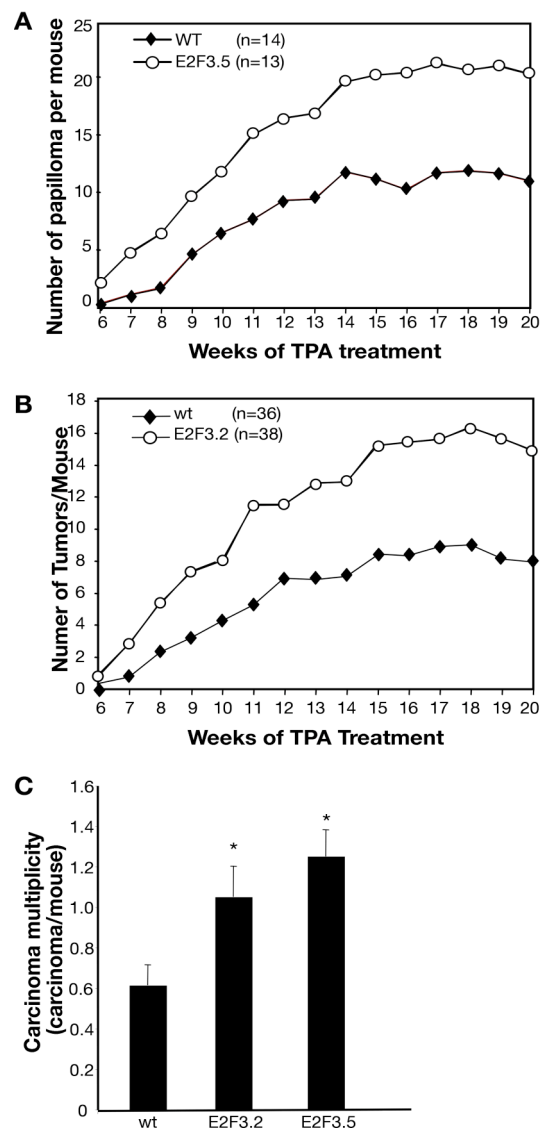 A
Number of papilloma per mouse
25
20
15
10
5
0
WT (n=14)
E2F3.5 (n=13)
6 7 8 9 10 11 12 13 14 15 16 17 18 19 20
Weeks of TPA treatment
B
Numer of Tumors/Mouse
18
16
14
12
10
8
6
4
2
0
wt (n=36)
E2F3.2 (n=38)
6 7 8 9 10 11 12 13 14 15 16 17 18 19 20
Weeks of TPA Treatment
C
Carcinoma multiplicity
(carcinoma/mouse)
1.6
1.4
1.2
1.0
0.8
0.6
0.4
0.2
0
*
*
wt E2F3.2 E2F3.5